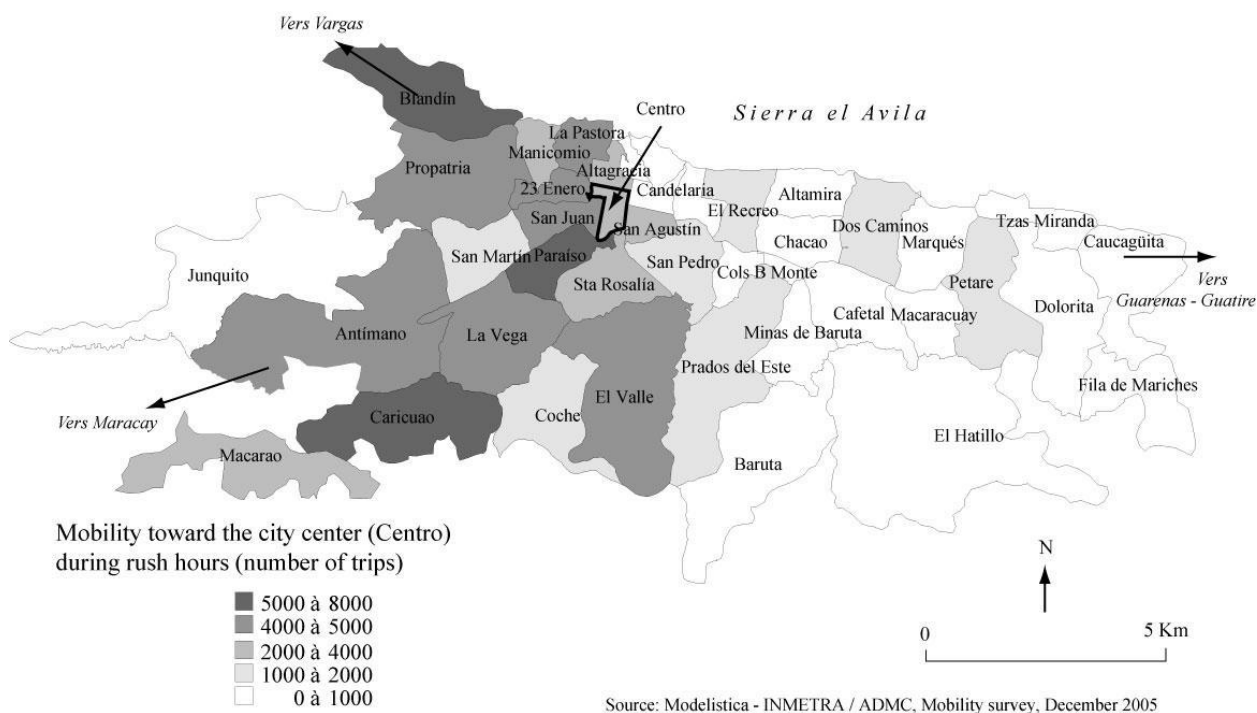 Vers Vargas
Blandín
Centro
Sierra el Avila
La Pastora
Manicomio
Propatria
Altagracia
23 Enero
Candelaria
Altamira
El Recreo
San Juan
Tzas Miranda
Dos Caminos
San Agustín
Chacao
Marqués
Caucagüita
San Martín
Paraíso
San Pedro
Cols B Monte
Junquito
Sta Rosalía
Petare
Vers
Guarenas - Guatire
Dolorita
Cafetal
Macaracuay
Antímano
La Vega
Minas de Baruta
Prados del Este
Fila de Mariches
El Valle
Vers Maracay
Caricuao
Coche
El Hatillo
Macarao
Baruta
Mobility toward the city center (Centro)
during rush hours (number of trips)
5000 à 8000
4000 à 5000
2000 à 4000
1000 à 2000
0 à 1000
N
0
5 Km
Source: Modelistica - INMETRA / ADMC, Mobility survey, December 2005